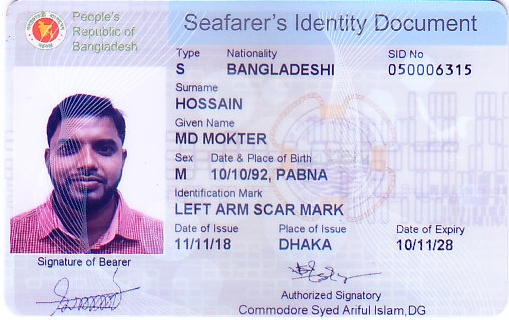 People's
Republic of
Bangladesh
Seafarer's Identity Document
Type Nationality SID No
S BANGLADESHI 050006315
Surname
HOSSAIN
Given Name
MD MOKTER
Sex Date & Place of Birth
M 10/10/92, PABNA
Identification Mark
LEFT ARM SCAR MARK
Date of Issue Place of Issue Date of Expiry
11/11/18 DHAKA 10/11/28
Signature of Bearer
Authorized Signatory
Commodore Syed Ariful Islam,DG